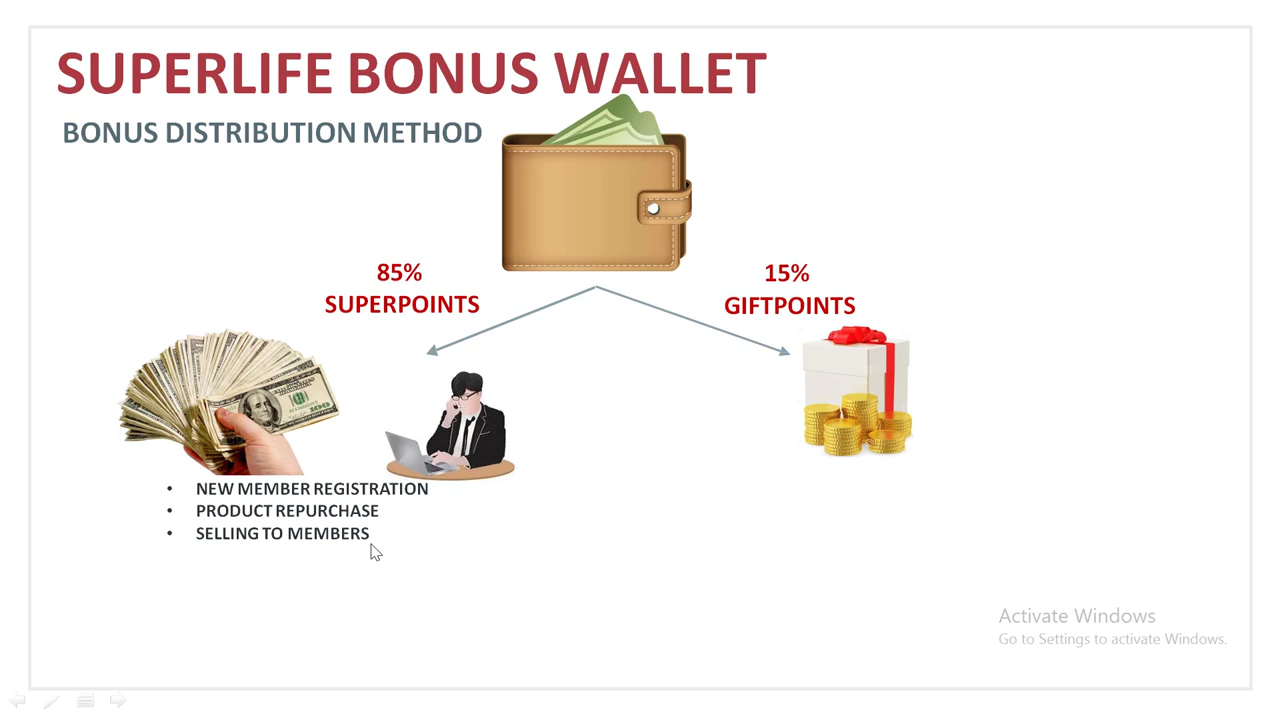 SUPERLIFE BONUS WALLET
BONUS DISTRIBUTION METHOD
85%
SUPERPOINTS
15%
GIFTPOINTS
• NEW MEMBER REGISTRATION
• PRODUCT REPURCHASE
• SELLING TO MEMBERS
Activate Windows
Go to Settings to activate Windows.